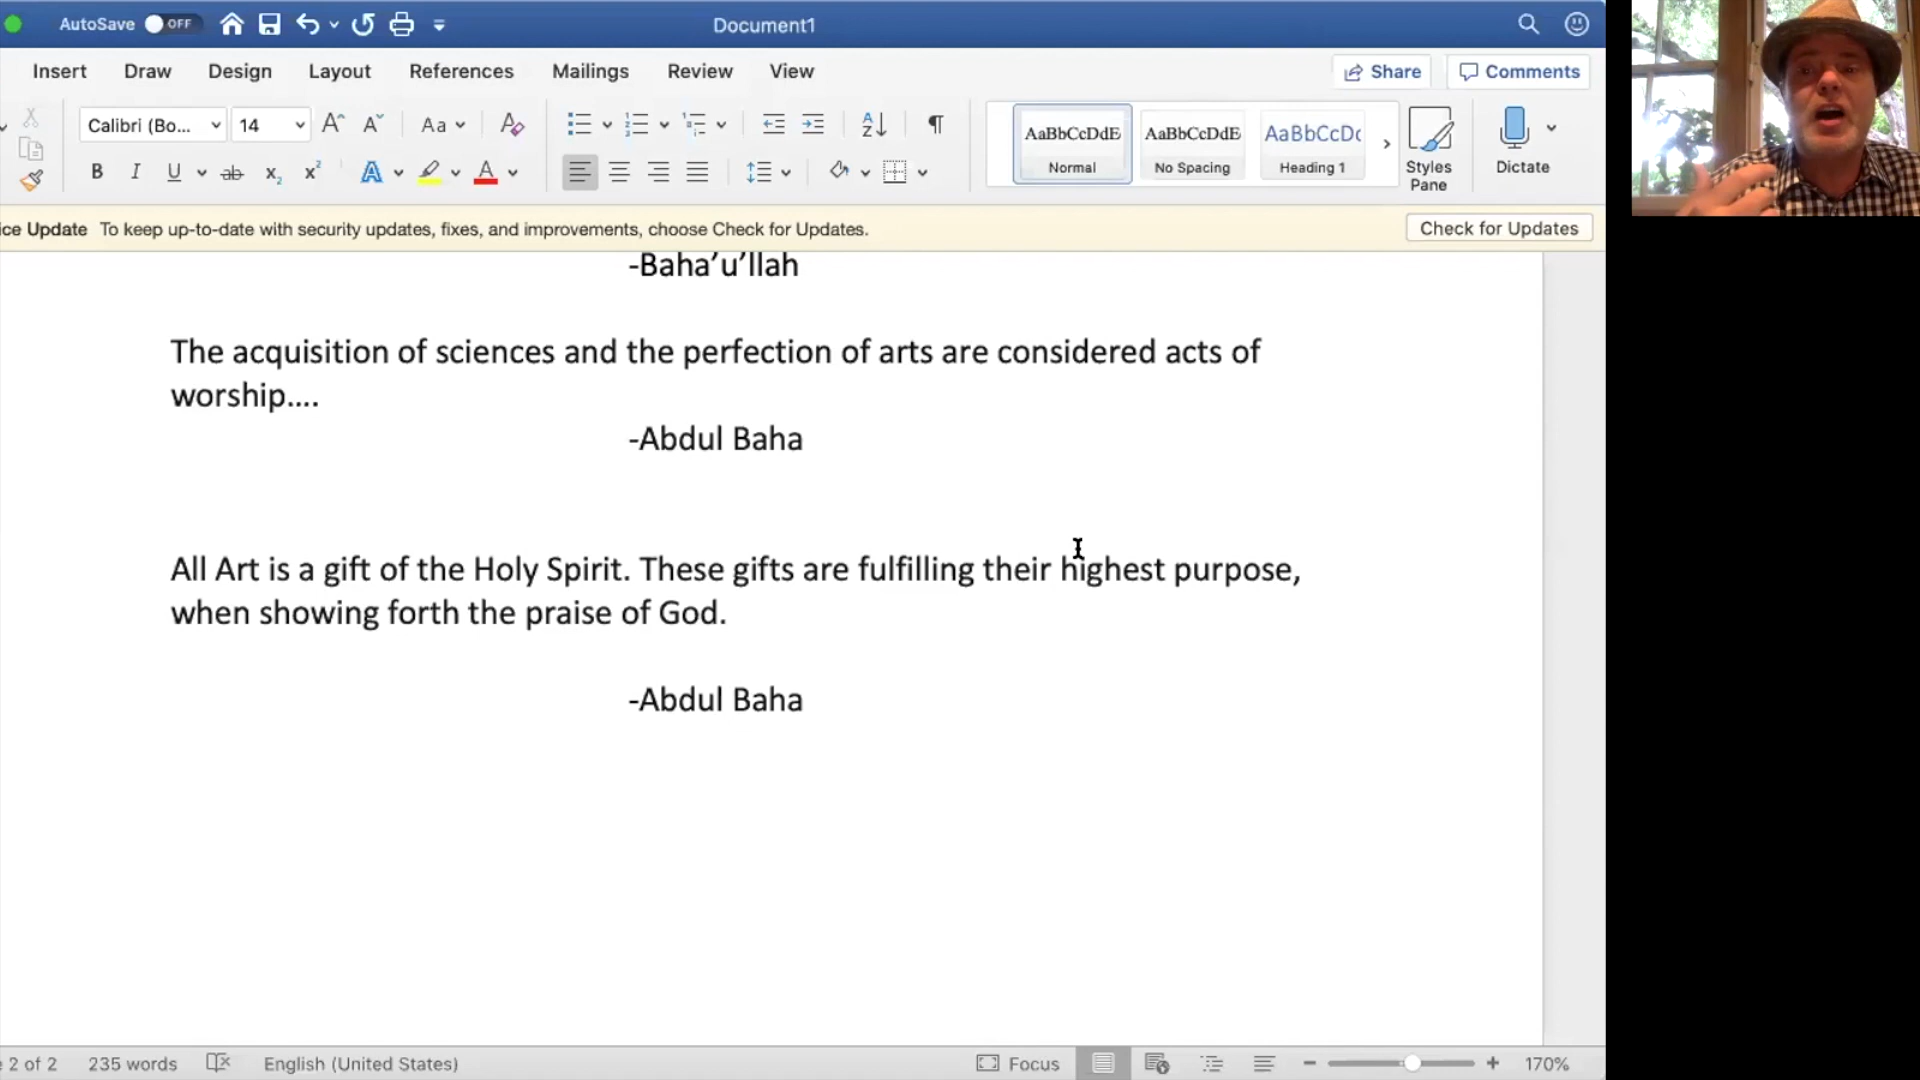 AutoSave OFF Document1
Insert Draw Design Layout References Mailings Review View Share Comments
Calibri (Bo... 14 Aa AaBbCcDdE AaBbCcDdE AaBbCcDc
B I U ab x₂ x² A A Normal No Spacing Heading 1 Styles Pane Dictate
ice Update To keep up-to-date with security updates, fixes, and improvements, choose Check for Updates. Check for Updates
-Baha’u’llah
The acquisition of sciences and the perfection of arts are considered acts of
worship....
-Abdul Baha
All Art is a gift of the Holy Spirit. These gifts are fulfilling their highest purpose,
when showing forth the praise of God.
-Abdul Baha
2 of 2 235 words English (United States) Focus 170%